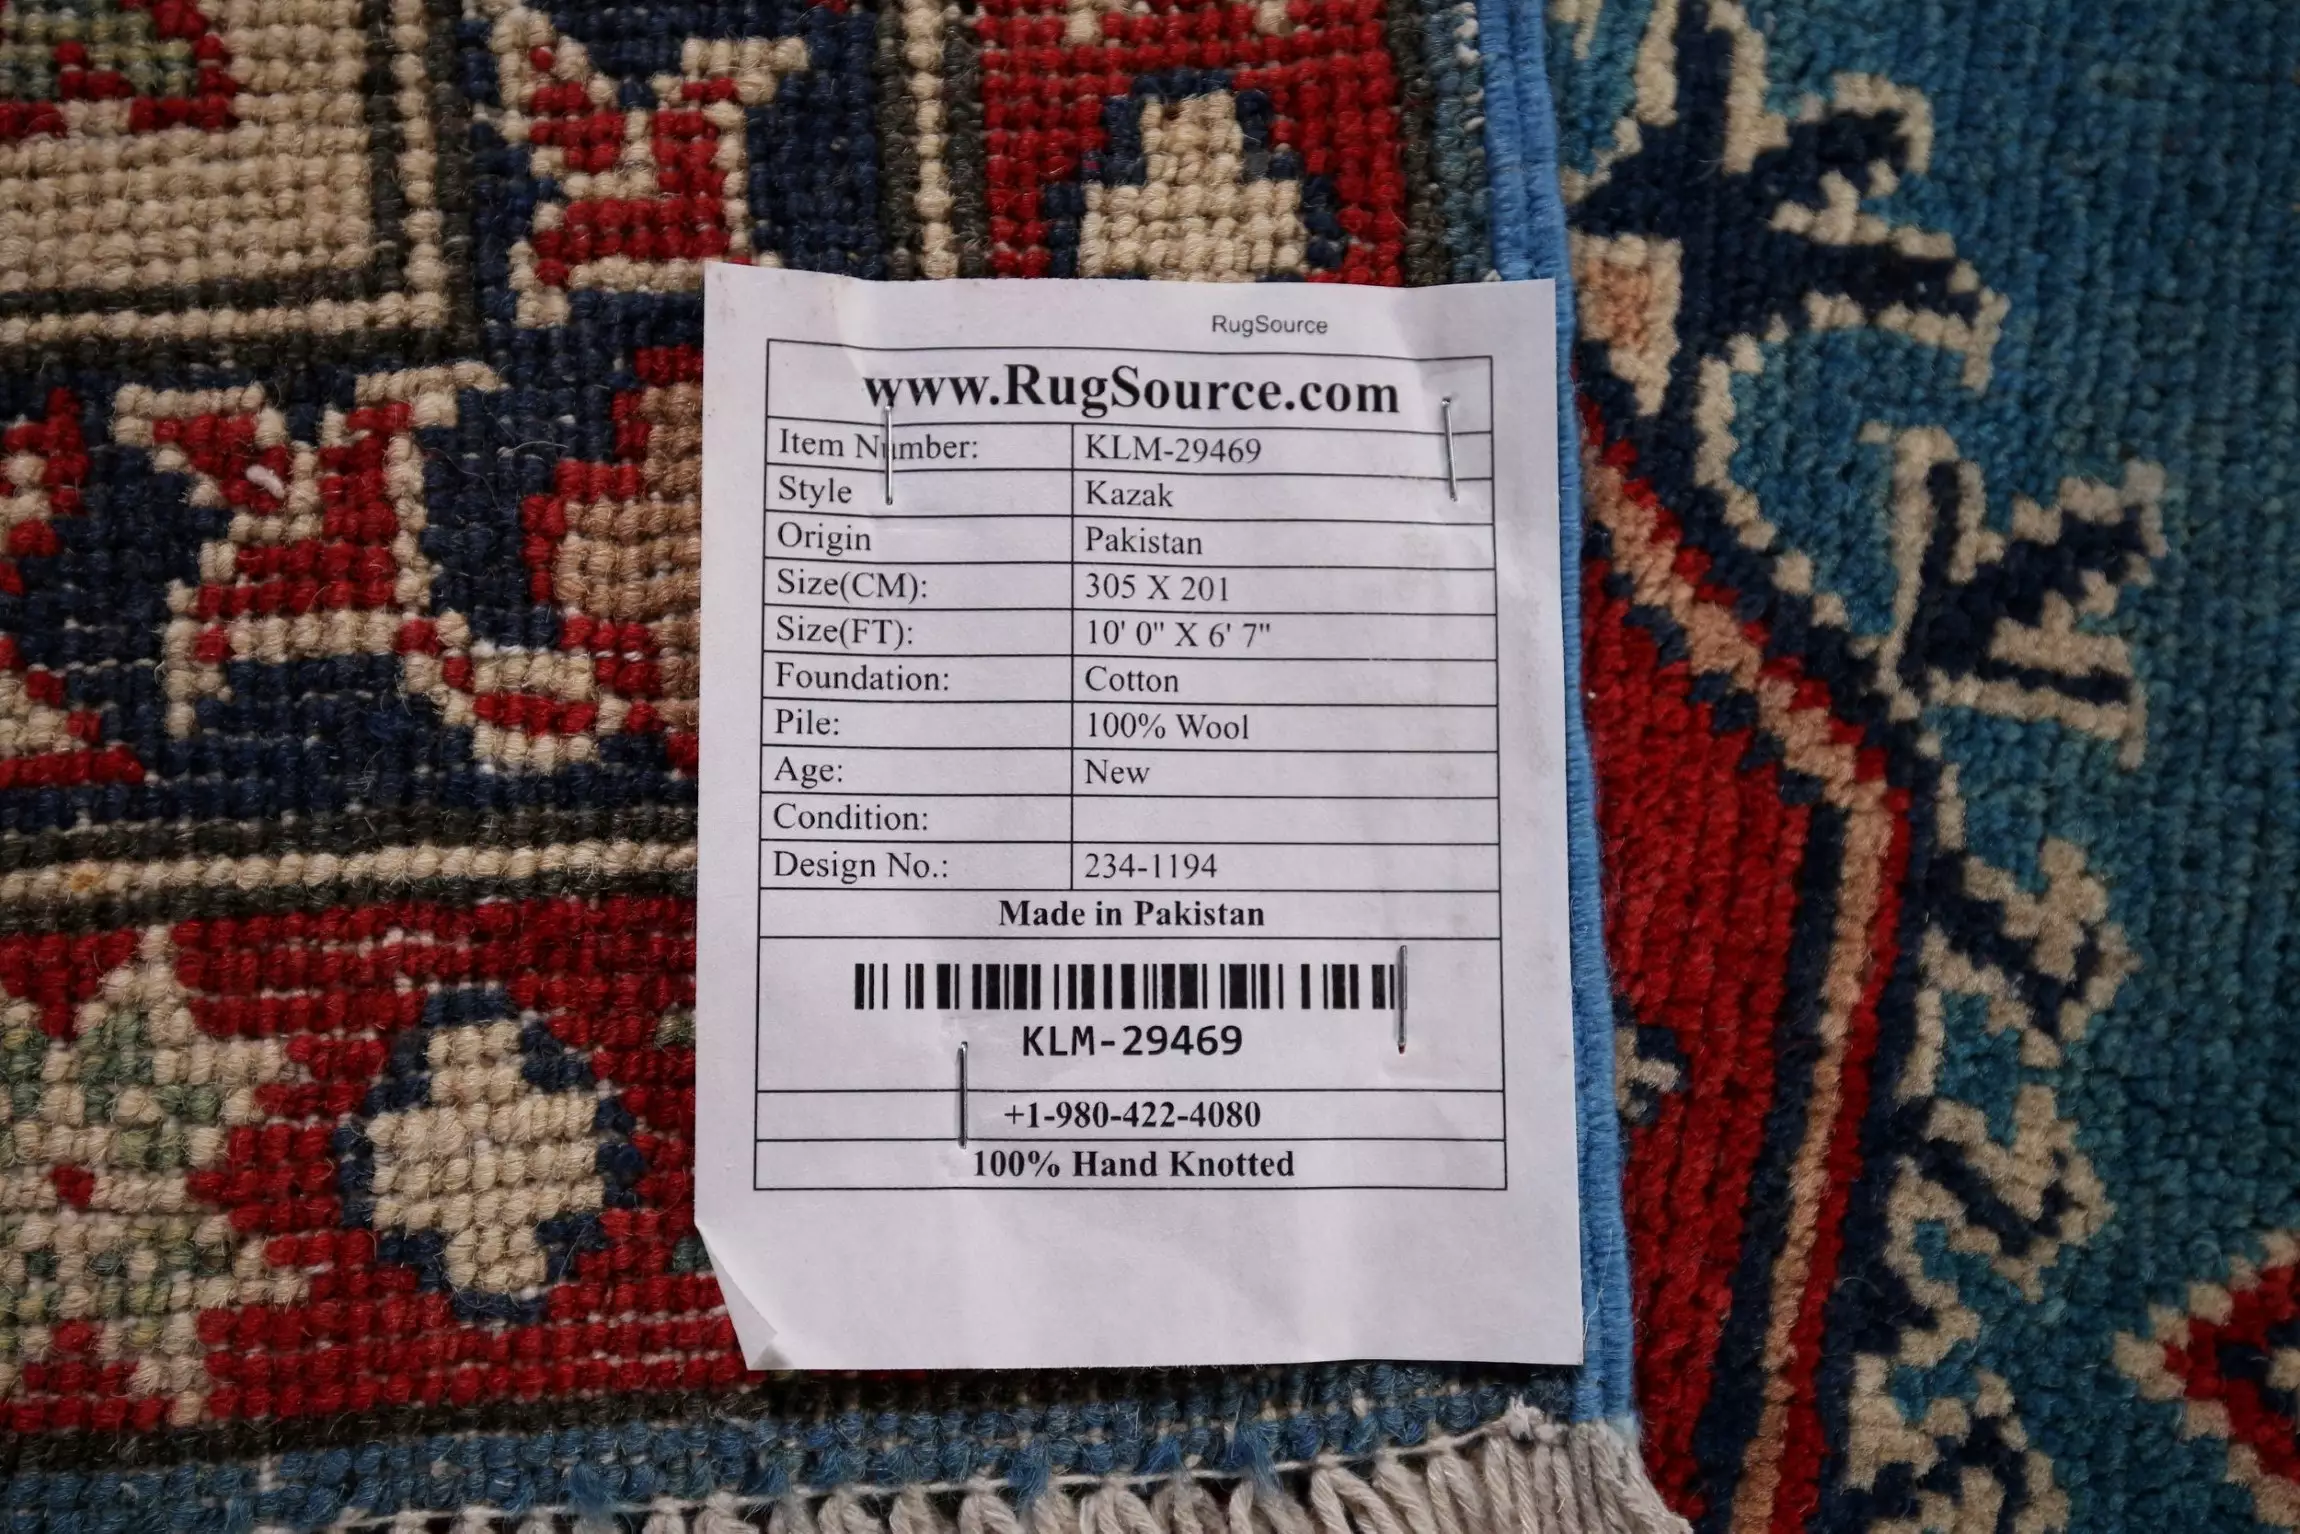 RugSource
www.RugSource.com
Item Number: KLM-29469
Style Kazak
Origin Pakistan
Size(CM): 305 X 201
Size(FT): 10' 0" X 6' 7"
Foundation: Cotton
Pile: 100% Wool
Age: New
Condition:
Design No.: 234-1194
Made in Pakistan
KLM-29469
+1-980-422-4080
100% Hand Knotted